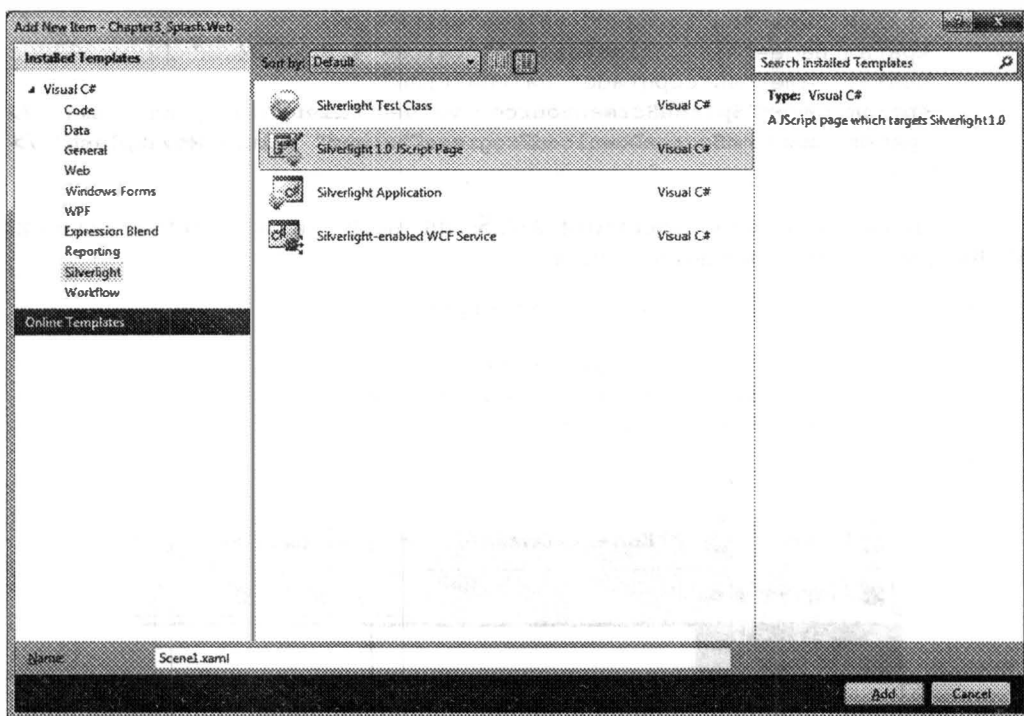 Add New Item - Chapter3_Splash.Web
Installed Templates
Visual C#
Code
Data
General
Web
Windows Forms
WPF
Expression Blend
Reporting
Silverlight
Workflow
Online Templates
Sort by: Default
Silverlight Test Class Visual C#
Silverlight 1.0 JScript Page Visual C#
Silverlight Application Visual C#
Silverlight-enabled WCF Service Visual C#
Search Installed Templates
Type: Visual C#
A JScript page which targets Silverlight 1.0
Name: Scene1.xaml
Add Cancel